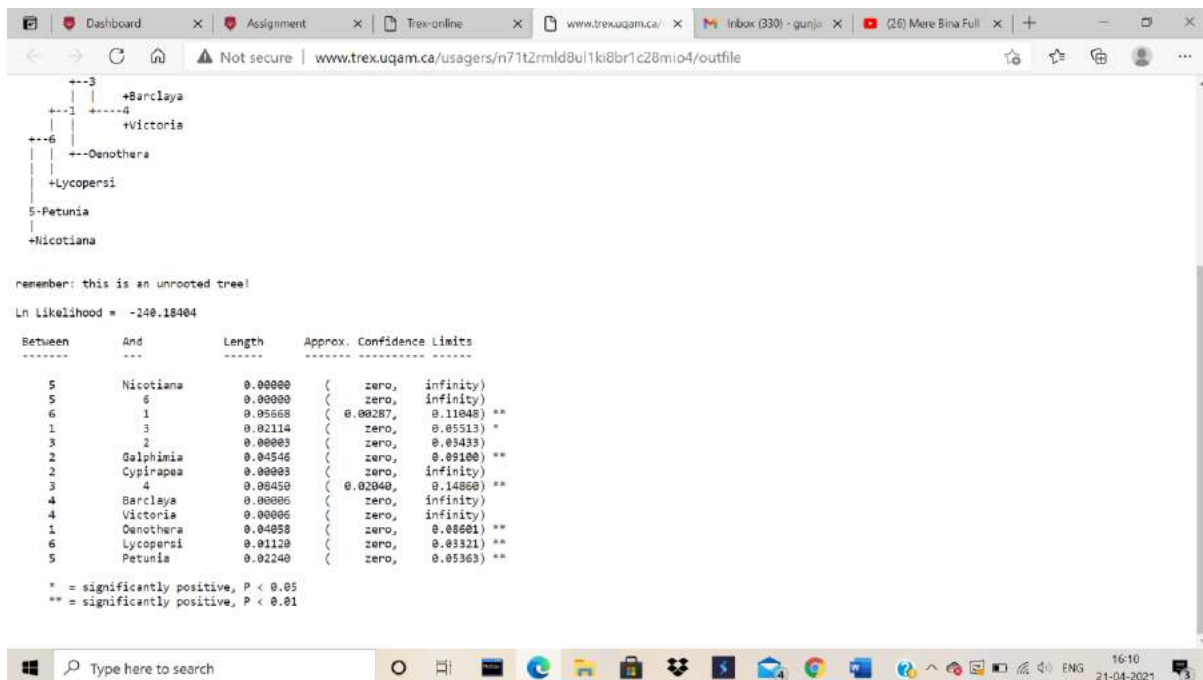 Dashboard Assignment Trex-online www.trex.uqam.ca/ Inbox (330) - gunja (26) Mere Bina Full
Not secure | www.trex.uqam.ca/usagers/n71t2rmld8ul1ki8br1c28mio4/outfile
+--3
| | +Barclaya
+--1 +----4
| | +Victoria
+--6 |
| | +--Oenothera
| |
| +Lycopersi
|
5-Petunia
|
+Nicotiana
remember: this is an unrooted tree!
Ln Likelihood = -240.18404
Between And Length Approx. Confidence Limits
------- --- ------ ------- ---------- ------
5 Nicotiana 0.00000 ( zero, infinity)
5 6 0.00000 ( zero, infinity)
6 1 0.05668 ( 0.00287, 0.11048) **
1 3 0.02114 ( zero, 0.05513) *
3 2 0.00003 ( zero, 0.03433)
2 Galphimia 0.04546 ( zero, 0.09100) **
2 Cypirapea 0.00003 ( zero, infinity)
3 4 0.08450 ( 0.02040, 0.14860) **
4 Barclaya 0.00006 ( zero, infinity)
4 Victoria 0.00006 ( zero, infinity)
1 Oenothera 0.04058 ( zero, 0.08601) **
6 Lycopersi 0.01120 ( zero, 0.03321) **
5 Petunia 0.02240 ( zero, 0.05363) **
* = significantly positive, P < 0.05
** = significantly positive, P < 0.01
Type here to search ENG 16:10
21-04-2021